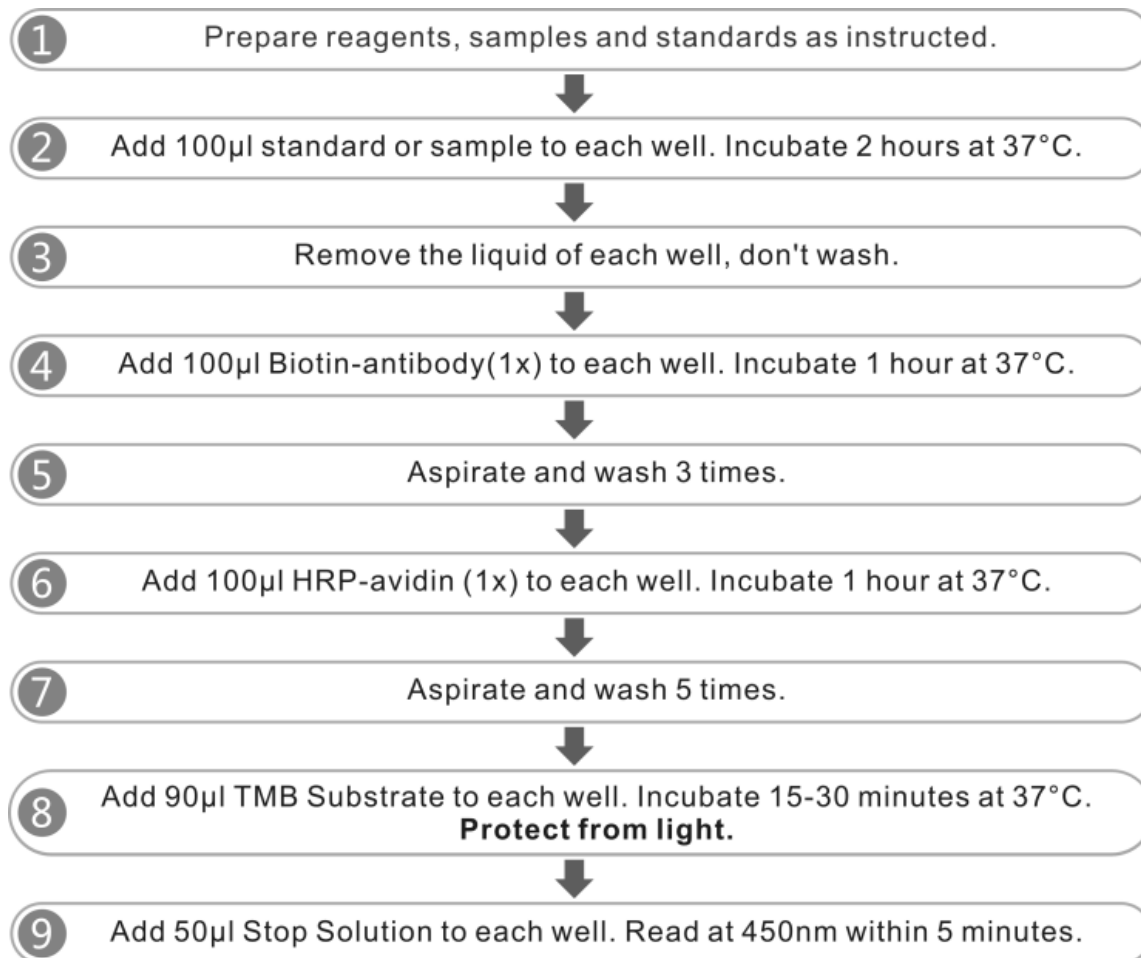 1 Prepare reagents, samples and standards as instructed.
2 Add 100µl standard or sample to each well. Incubate 2 hours at 37°C.
3 Remove the liquid of each well, don't wash.
4 Add 100µl Biotin-antibody(1x) to each well. Incubate 1 hour at 37°C.
5 Aspirate and wash 3 times.
6 Add 100µl HRP-avidin (1x) to each well. Incubate 1 hour at 37°C.
7 Aspirate and wash 5 times.
8 Add 90µl TMB Substrate to each well. Incubate 15-30 minutes at 37°C.
Protect from light.
9 Add 50µl Stop Solution to each well. Read at 450nm within 5 minutes.